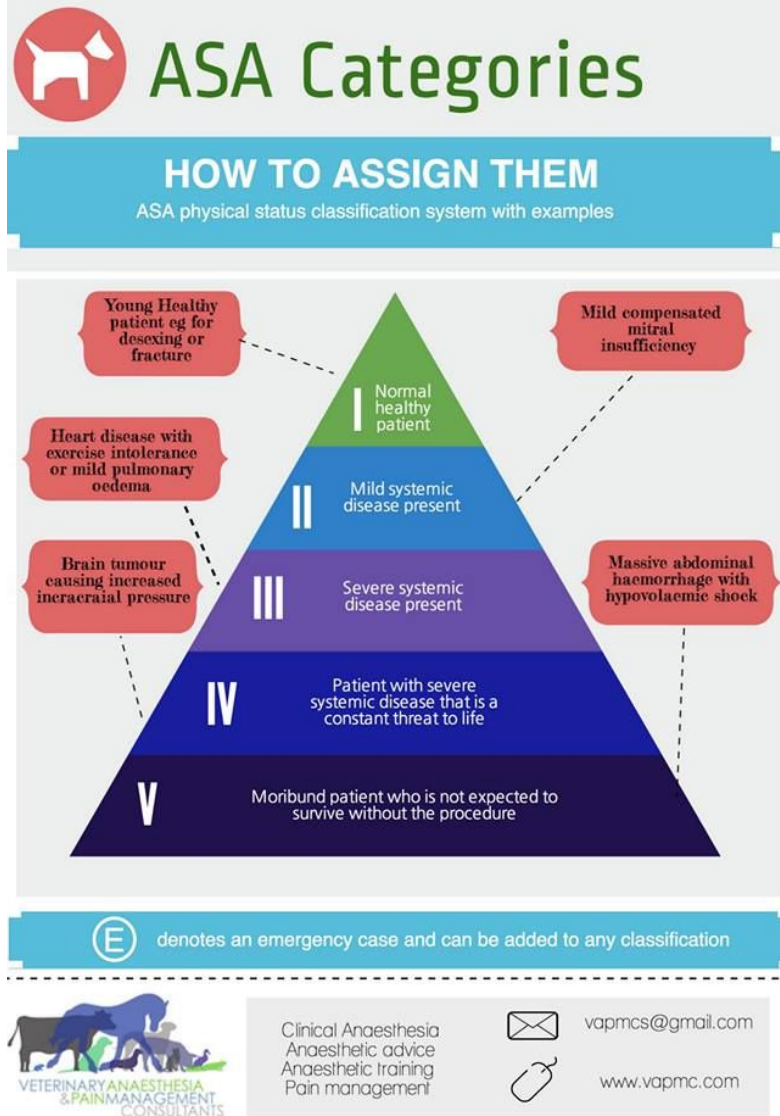 ASA Categories
HOW TO ASSIGN THEM
ASA physical status classification system with examples
Young Healthy
patient eg for
desexing or
fracture
Mild compensated
mitral
insufficiency
I
Normal
healthy
patient
Heart disease with
exercise intolerance
or mild pulmonary
oedema
II
Mild systemic
disease present
Brain tumour
causing increased
incracraial pressure
Massive abdominal
haemorrhage with
hypovolaemic shock
III
Severe systemic
disease present
IV
Patient with severe
systemic disease that is a
constant threat to life
V
Moribund patient who is not expected to
survive without the procedure
E denotes an emergency case and can be added to any classification
VETERINARYANAESTHESIA
&PAINMANAGEMENT
CONSULTANTS
Clinical Anaesthesia
Anaesthetic advice
Anaesthetic training
Pain management
vapmcs@gmail.com
www.vapmc.com